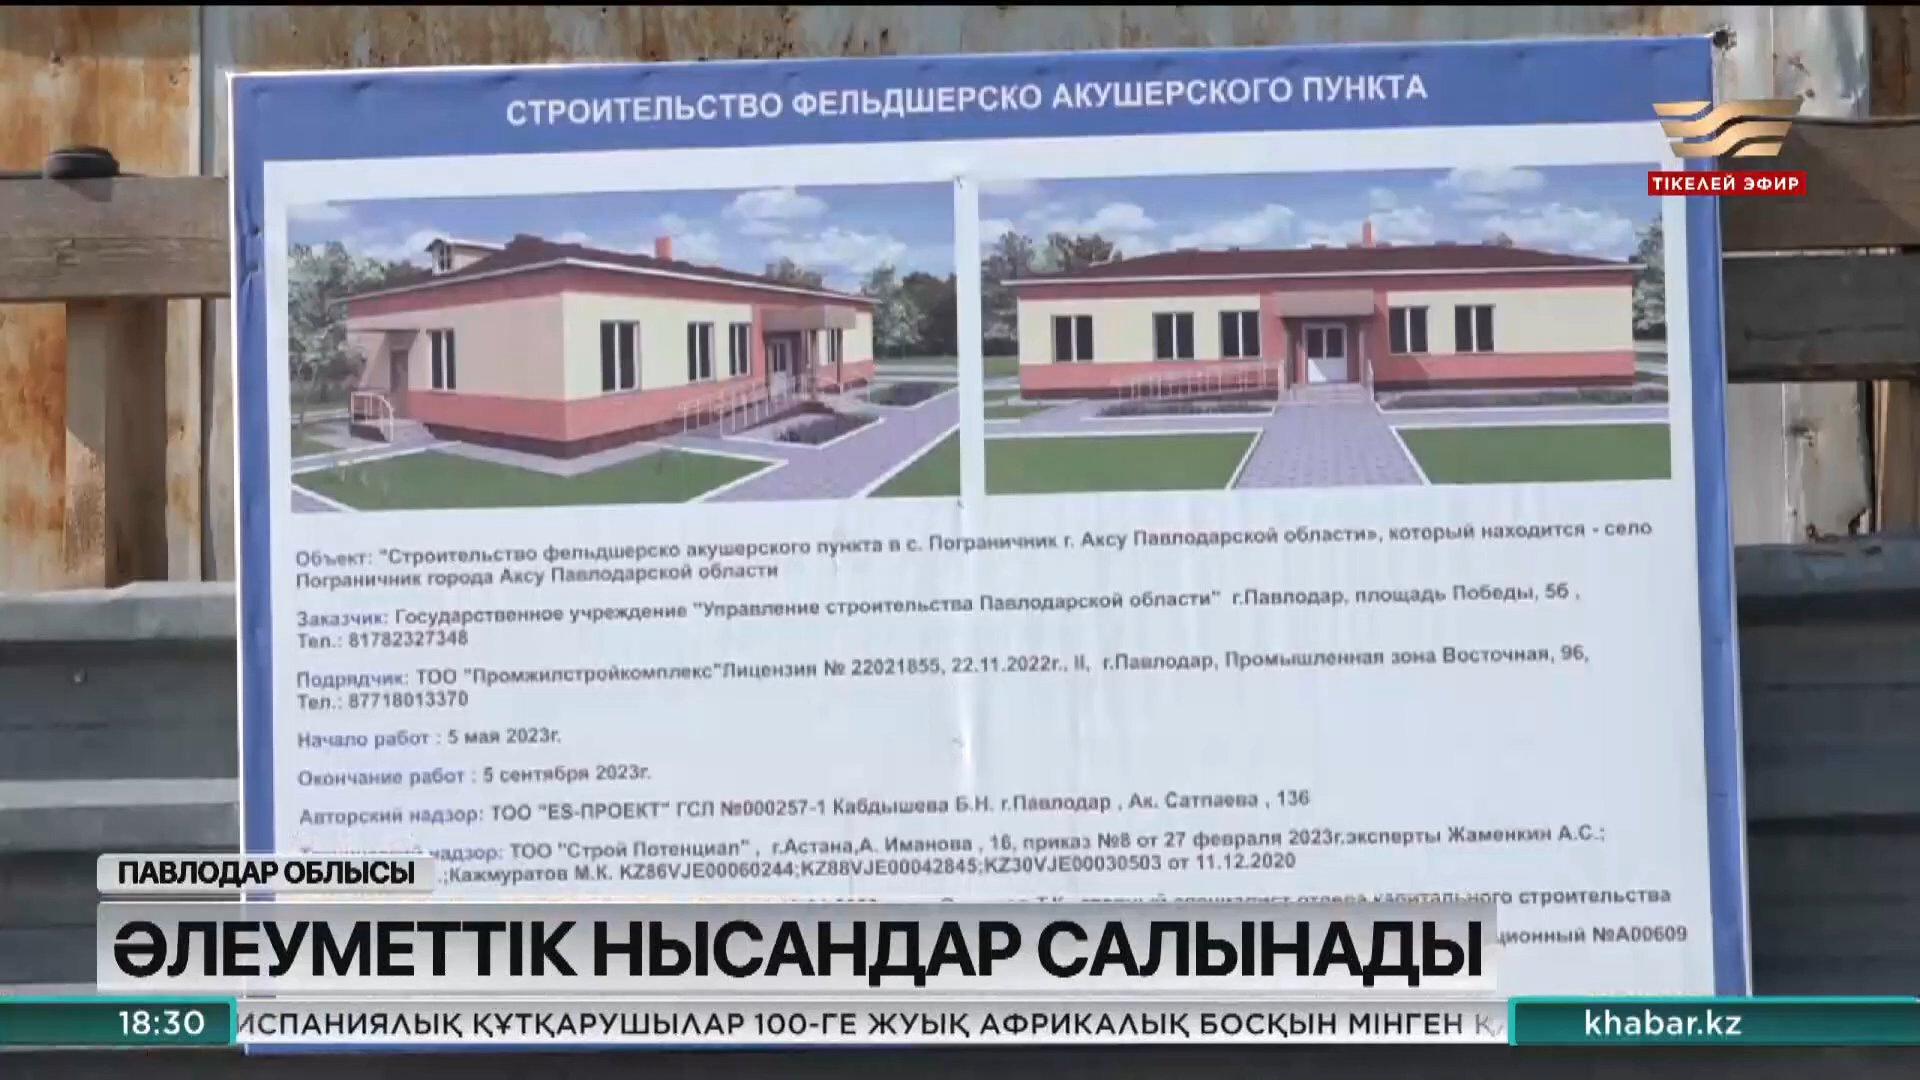 СТРОИТЕЛЬСТВО ФЕЛЬДШЕРСКО АКУШЕРСКОГО ПУНКТА
ТІКЕЛЕЙ ЭФИР
Объект: "Строительство фельдшерско акушерского пункта в с. Пограничник г. Аксу Павлодарской области», который находится - село
Пограничник города Аксу Павлодарской области
Заказчик: Государственное учреждение "Управление строительства Павлодарской области" г.Павлодар, площадь Победы, 5б ,
Тел.: 81782327348
Подрядчик: ТОО "Промжилстройкомплекс"Лицензия № 22021855, 22.11.2022г., II, г.Павлодар, Промышленная зона Восточная, 96,
Тел.: 87718013370
Начало работ : 5 мая 2023г.
Окончание работ : 5 сентября 2023г.
Авторский надзор: ТОО "ES-ПРОЕКТ" ГСЛ №000257-1 Кабдышева Б.Н. г.Павлодар , Ак. Сатпаева , 136
надзор: ТОО "Строй Потенциал" , г.Астана,А. Иманова , 16, приказ №8 от 27 февраля 2023г.эксперты Жаменкин А.С.;
.;Кажмуратов М.К. KZ86VJE00060244;KZ88VJE00042845;KZ30VJE00030503 от 11.12.2020
специалист отдела капитального строительства
ционный №А00609
ПАВЛОДАР ОБЛЫСЫ
ӘЛЕУМЕТТІК НЫСАНДАР САЛЫНАДЫ
18:30
ИСПАНИЯЛЫҚ ҚҰТҚАРУШЫЛАР 100-ГЕ ЖУЫҚ АФРИКАЛЫҚ БОСҚЫН МІНГЕН
khabar.kz